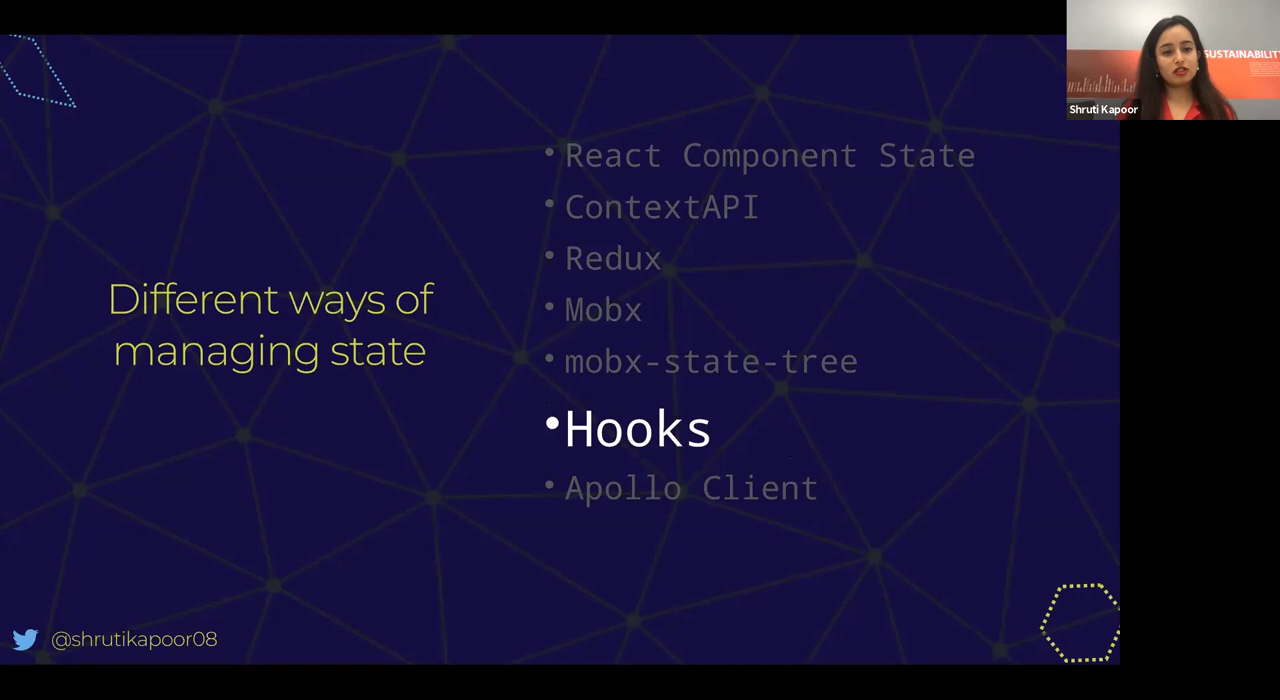 SUSTAINABILITY
Shruti Kapoor
Different ways of
managing state
• React Component State
• ContextAPI
• Redux
• Mobx
• mobx-state-tree
• Hooks
• Apollo Client
@shrutikapoor08